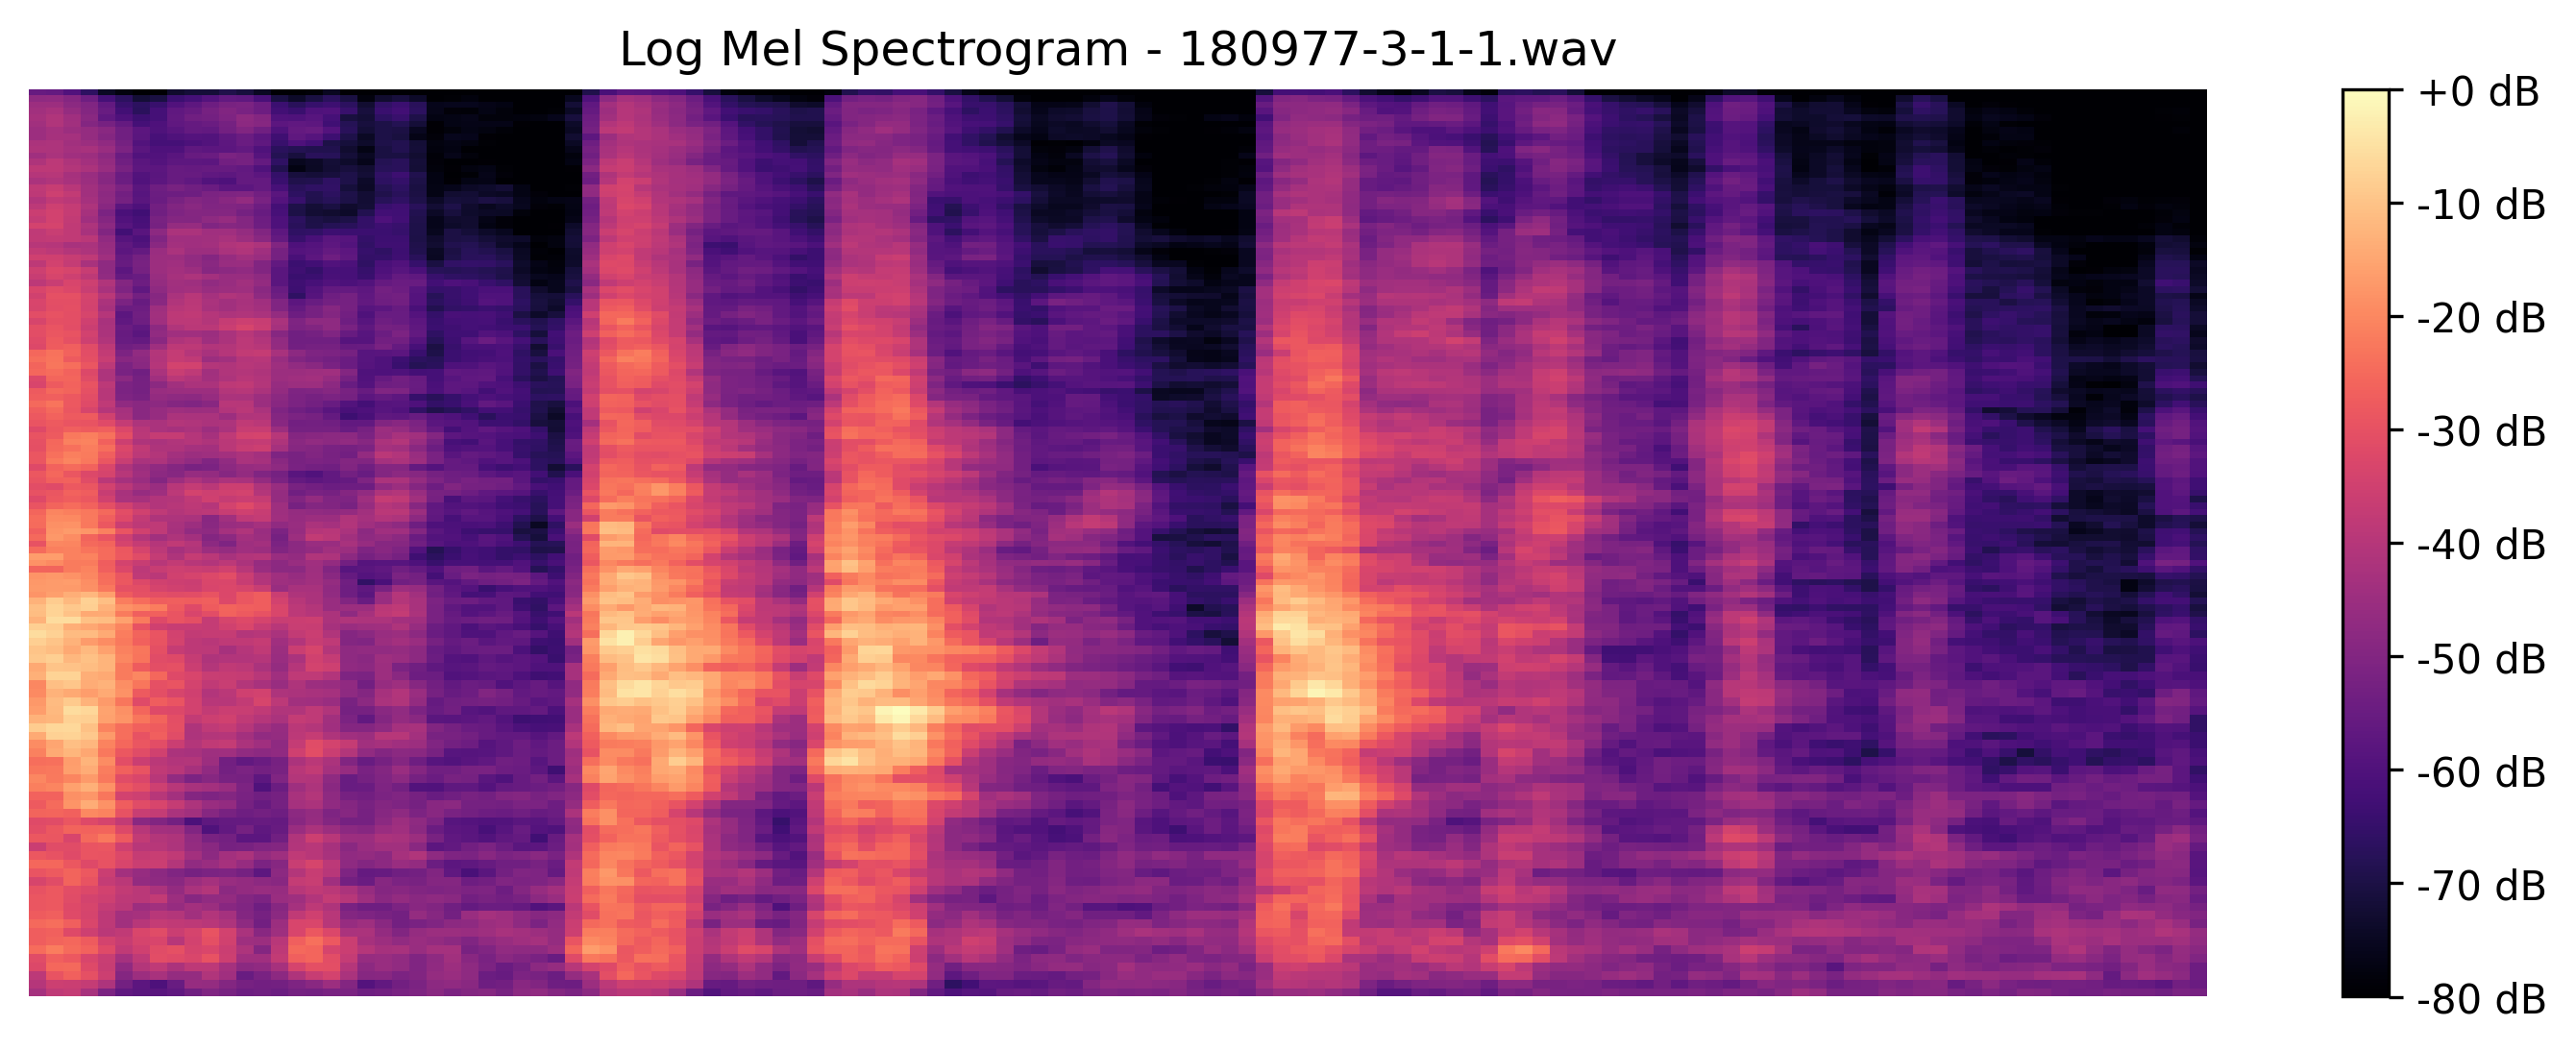 Log Mel Spectrogram - 180977-3-1-1.wav
+0 dB
-10 dB
-20 dB
-30 dB
-40 dB
-50 dB
-60 dB
-70 dB
-80 dB